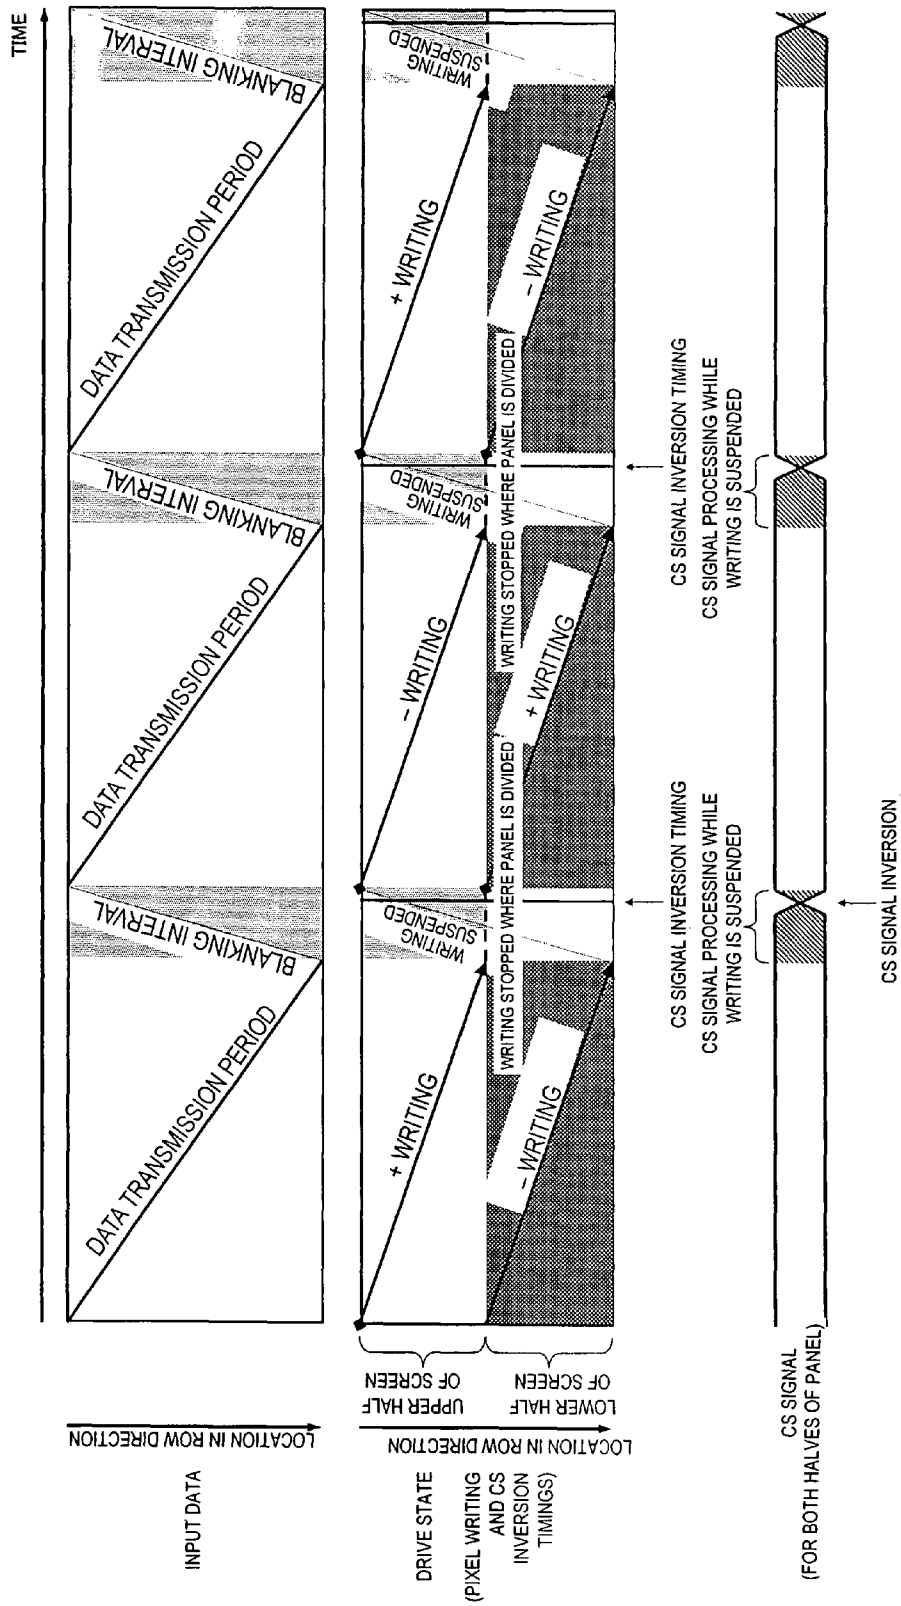 TIME
INPUT DATA
LOCATION IN ROW DIRECTION
DATA TRANSMISSION PERIOD
BLANKING INTERVAL
DATA TRANSMISSION PERIOD
BLANKING INTERVAL
DATA TRANSMISSION PERIOD
BLANKING INTERVAL
DRIVE STATE
(PIXEL WRITING
AND CS
INVERSION
TIMINGS)
LOCATION IN ROW DIRECTION
UPPER HALF
OF SCREEN
LOWER HALF
OF SCREEN
+ WRITING
WRITING
SUSPENDED
- WRITING
WRITING
SUSPENDED
+ WRITING
WRITING
SUSPENDED
WRITING STOPPED WHERE PANEL IS DIVIDED
WRITING STOPPED WHERE PANEL IS DIVIDED
- WRITING
+ WRITING
- WRITING
CS SIGNAL INVERSION TIMING
CS SIGNAL PROCESSING WHILE
WRITING IS SUSPENDED
CS SIGNAL INVERSION TIMING
CS SIGNAL PROCESSING WHILE
WRITING IS SUSPENDED
CS SIGNAL
(FOR BOTH HALVES OF PANEL)
CS SIGNAL INVERSION